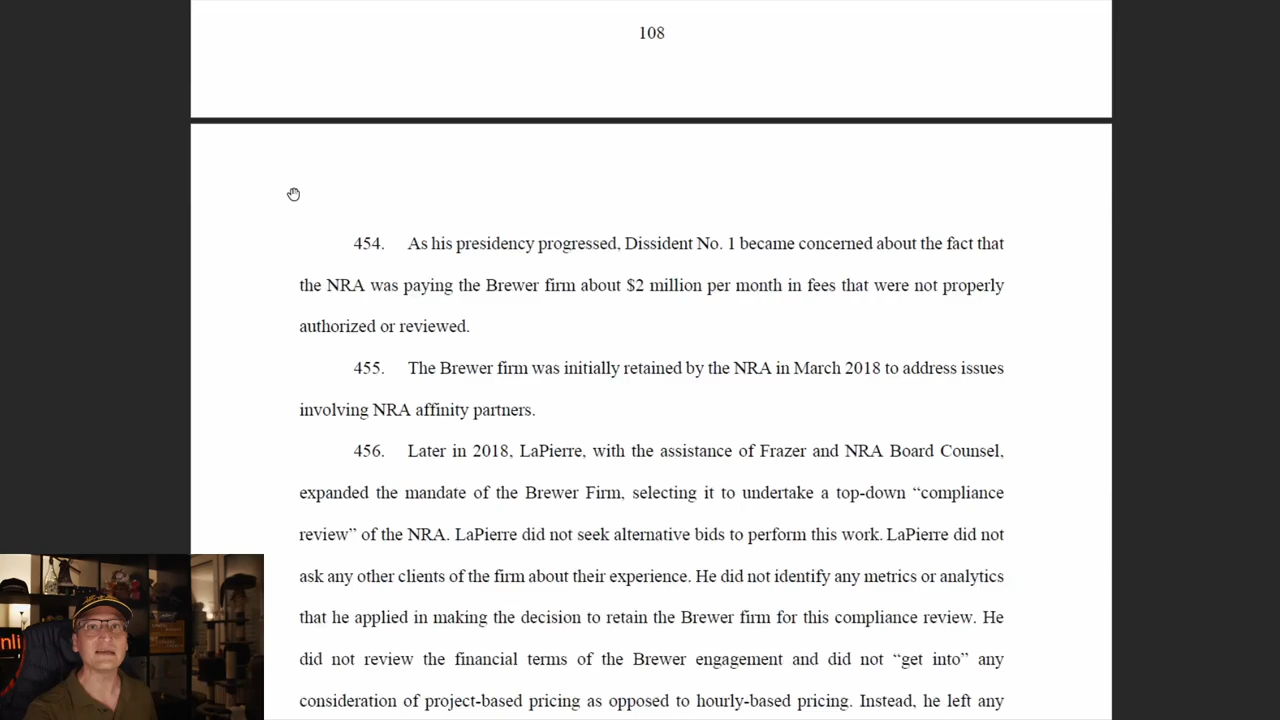 108
454. As his presidency progressed, Dissident No. 1 became concerned about the fact that
the NRA was paying the Brewer firm about $2 million per month in fees that were not properly
authorized or reviewed.
455. The Brewer firm was initially retained by the NRA in March 2018 to address issues
involving NRA affinity partners.
456. Later in 2018, LaPierre, with the assistance of Frazer and NRA Board Counsel,
expanded the mandate of the Brewer Firm, selecting it to undertake a top-down “compliance
review” of the NRA. LaPierre did not seek alternative bids to perform this work. LaPierre did not
ask any other clients of the firm about their experience. He did not identify any metrics or analytics
that he applied in making the decision to retain the Brewer firm for this compliance review. He
did not review the financial terms of the Brewer engagement and did not “get into” any
consideration of project-based pricing as opposed to hourly-based pricing. Instead, he left any